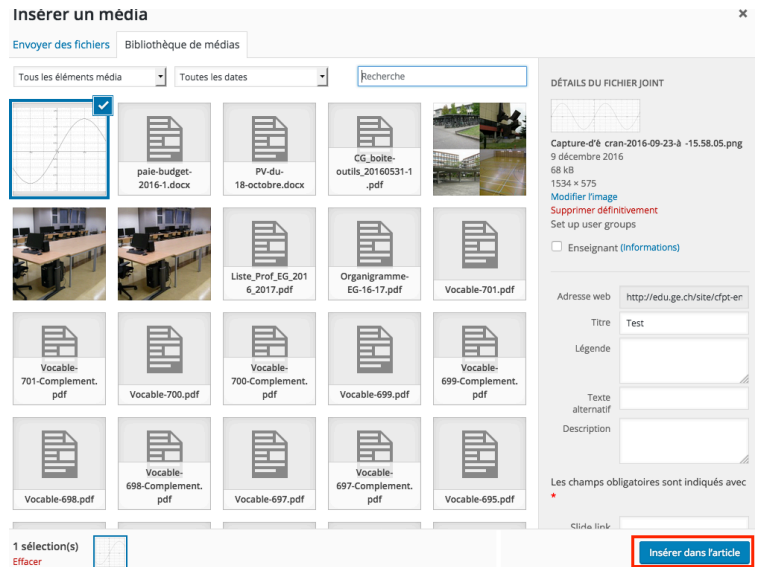 Insérer un média
×
Envoyer des fichiers
Bibliothèque de médias
Tous les éléments média
Toutes les dates
Recherche
paie-budget-
2016-1.docx
PV-du-
18-octobre.docx
CG_boite-
outils_20160531-1
.pdf
Liste_Prof_EG_201
6_2017.pdf
Organigramme-
EG-16-17.pdf
Vocable-701.pdf
Vocable-
701-Complement.
pdf
Vocable-700.pdf
Vocable-
700-Complement.
pdf
Vocable-699.pdf
Vocable-
699-Complement.
pdf
Vocable-698.pdf
Vocable-
698-Complement.
pdf
Vocable-697.pdf
Vocable-
697-Complement.
pdf
Vocable-695.pdf
DÉTAILS DU FICHIER JOINT
Capture-d'è cran-2016-09-23-à -15.58.05.png
9 décembre 2016
68 kB
1534 × 575
Modifier l'image
Supprimer définitivement
Set up user groups
Enseignant (Informations)
Adresse web http://edu.ge.ch/site/cfpt-er
Titre Test
Légende
Texte
alternatif
Description
Les champs obligatoires sont indiqués avec
*
Slide link
1 sélection(s)
Effacer
Insérer dans l'article